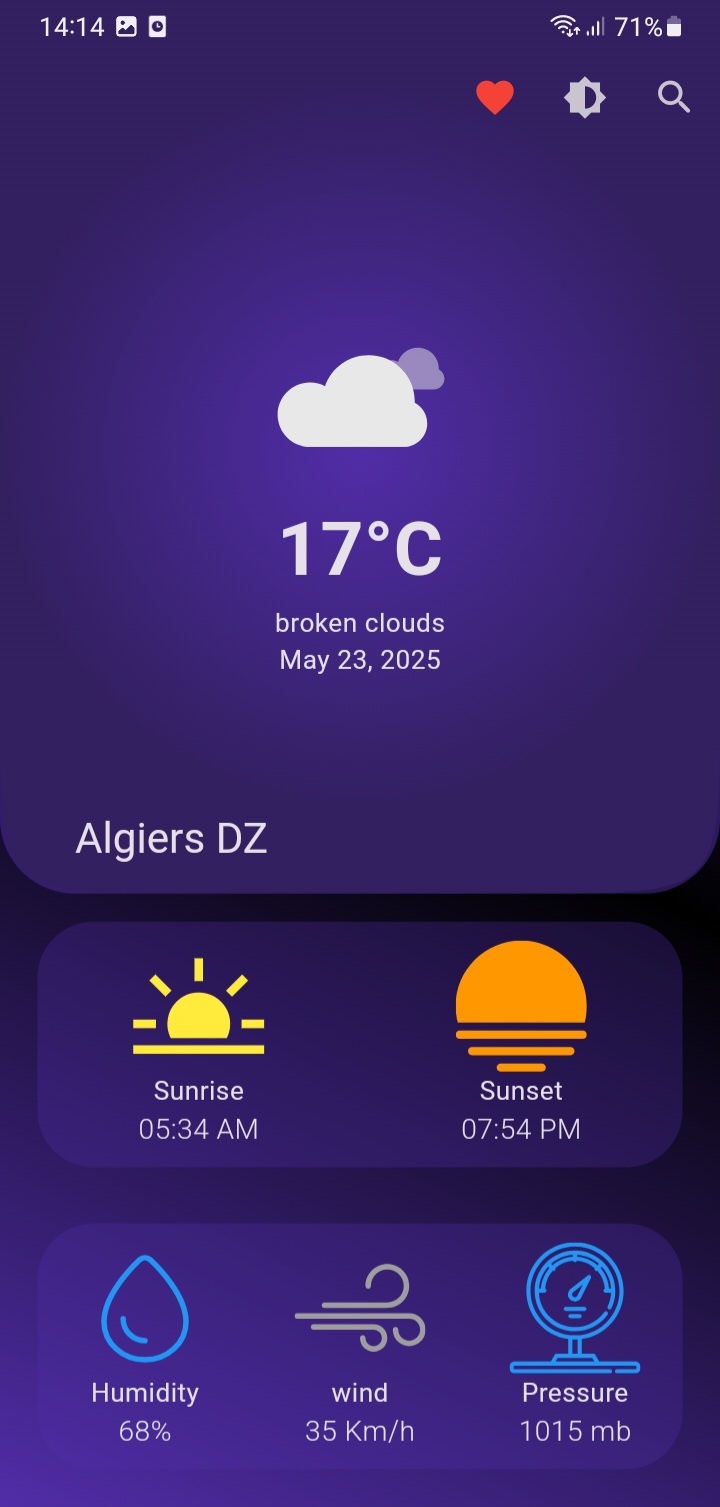 14:14
71%
17°C
broken clouds
May 23, 2025
Algiers DZ
Sunrise
Sunset
05:34 AM
07:54 PM
Humidity
wind
Pressure
68%
35 Km/h
1015 mb